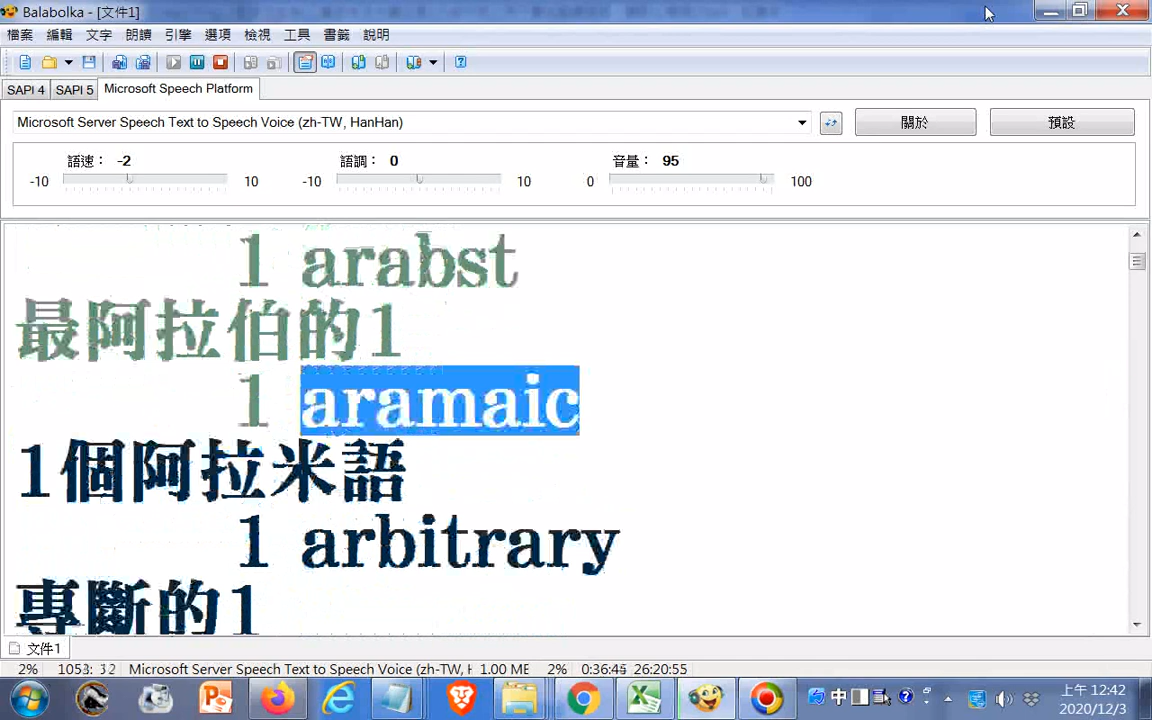 Balabolka - [文件1]
檔案 編輯 文字 朗讀 引擎 選項 檢視 工具 書籤 說明
SAPI 4 SAPI 5 Microsoft Speech Platform
Microsoft Server Speech Text to Speech Voice (zh-TW, HanHan) 關於 預設
語速: -2 語調: 0 音量: 95
-10 10 -10 10 0 100
1 arabst
最阿拉伯的1
1 aramaic
1個阿拉米語
1 arbitrary
專斷的1
文件1
2% 1053: 32 Microsoft Server Speech Text to Speech Voice (zh-TW, H 1.00 ME 2% 0:36:45 26:20:55
中 上午 12:42
2020/12/3